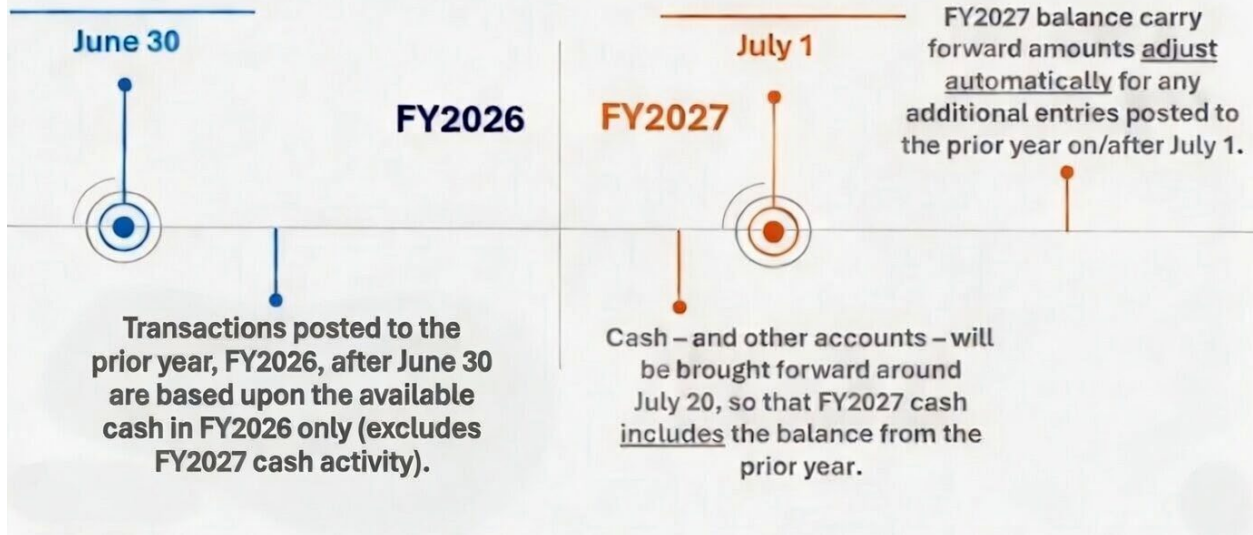 June 30
FY2026
Transactions posted to the
prior year, FY2026, after June 30
are based upon the available
cash in FY2026 only (excludes
FY2027 cash activity).
July 1
FY2027
Cash – and other accounts – will
be brought forward around
July 20, so that FY2027 cash
includes the balance from the
prior year.
FY2027 balance carry
forward amounts adjust
automatically for any
additional entries posted to
the prior year on/after July 1.